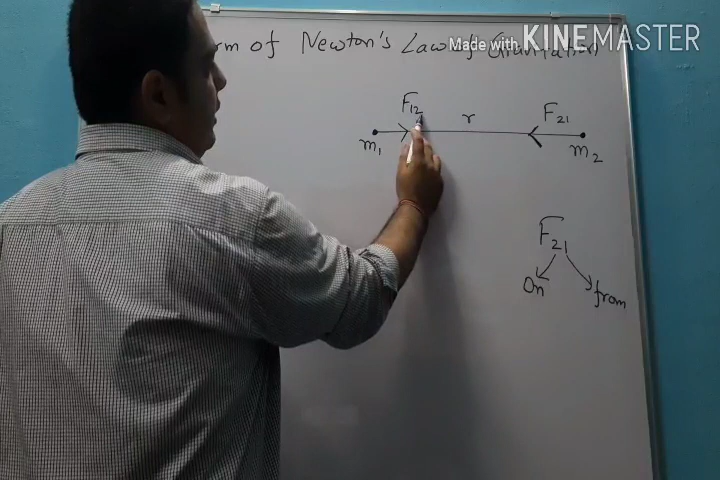 rm of Newton's Law of Gravitation
Made with KINEMASTER
F12 r F21
m1 m2
F21
On from